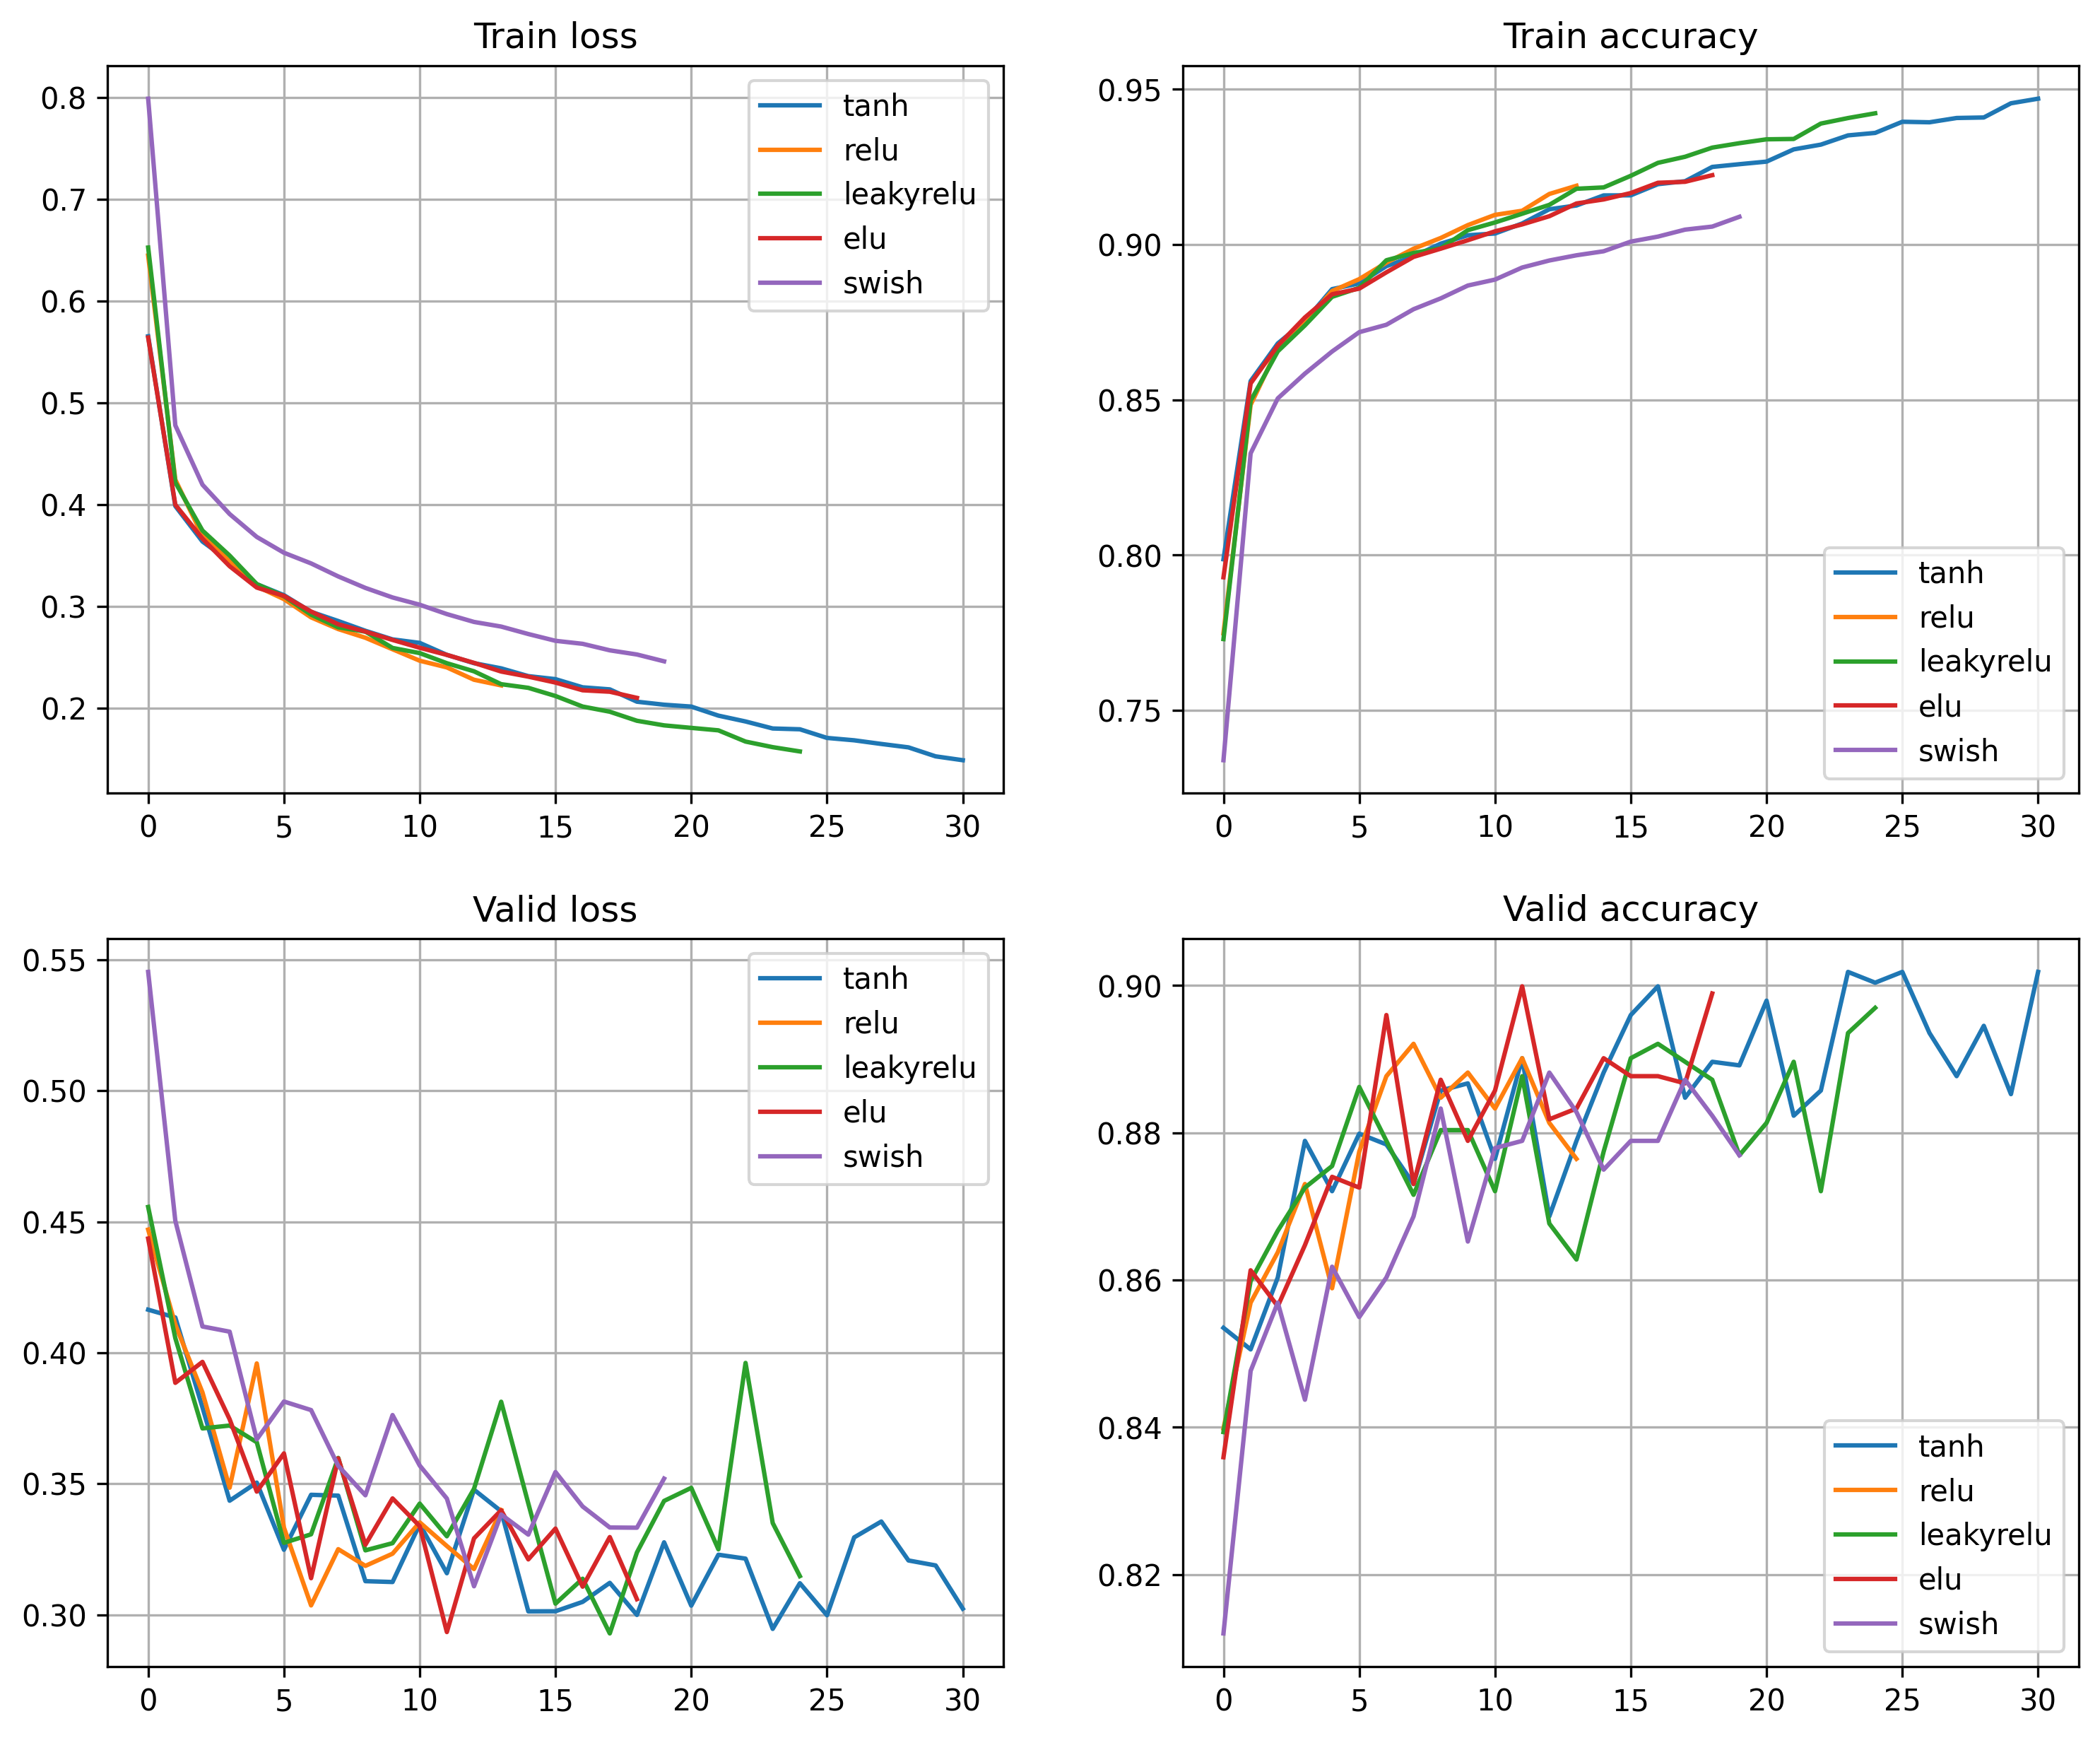 Train loss
0.8
0.7
0.6
0.5
0.4
0.3
0.2
tanh
relu
leakyrelu
elu
swish
0 5 10 15 20 25 30
Train accuracy
0.95
0.90
0.85
0.80
0.75
tanh
relu
leakyrelu
elu
swish
0 5 10 15 20 25 30
Valid loss
0.55
0.50
0.45
0.40
0.35
0.30
tanh
relu
leakyrelu
elu
swish
0 5 10 15 20 25 30
Valid accuracy
0.90
0.88
0.86
0.84
0.82
tanh
relu
leakyrelu
elu
swish
0 5 10 15 20 25 30